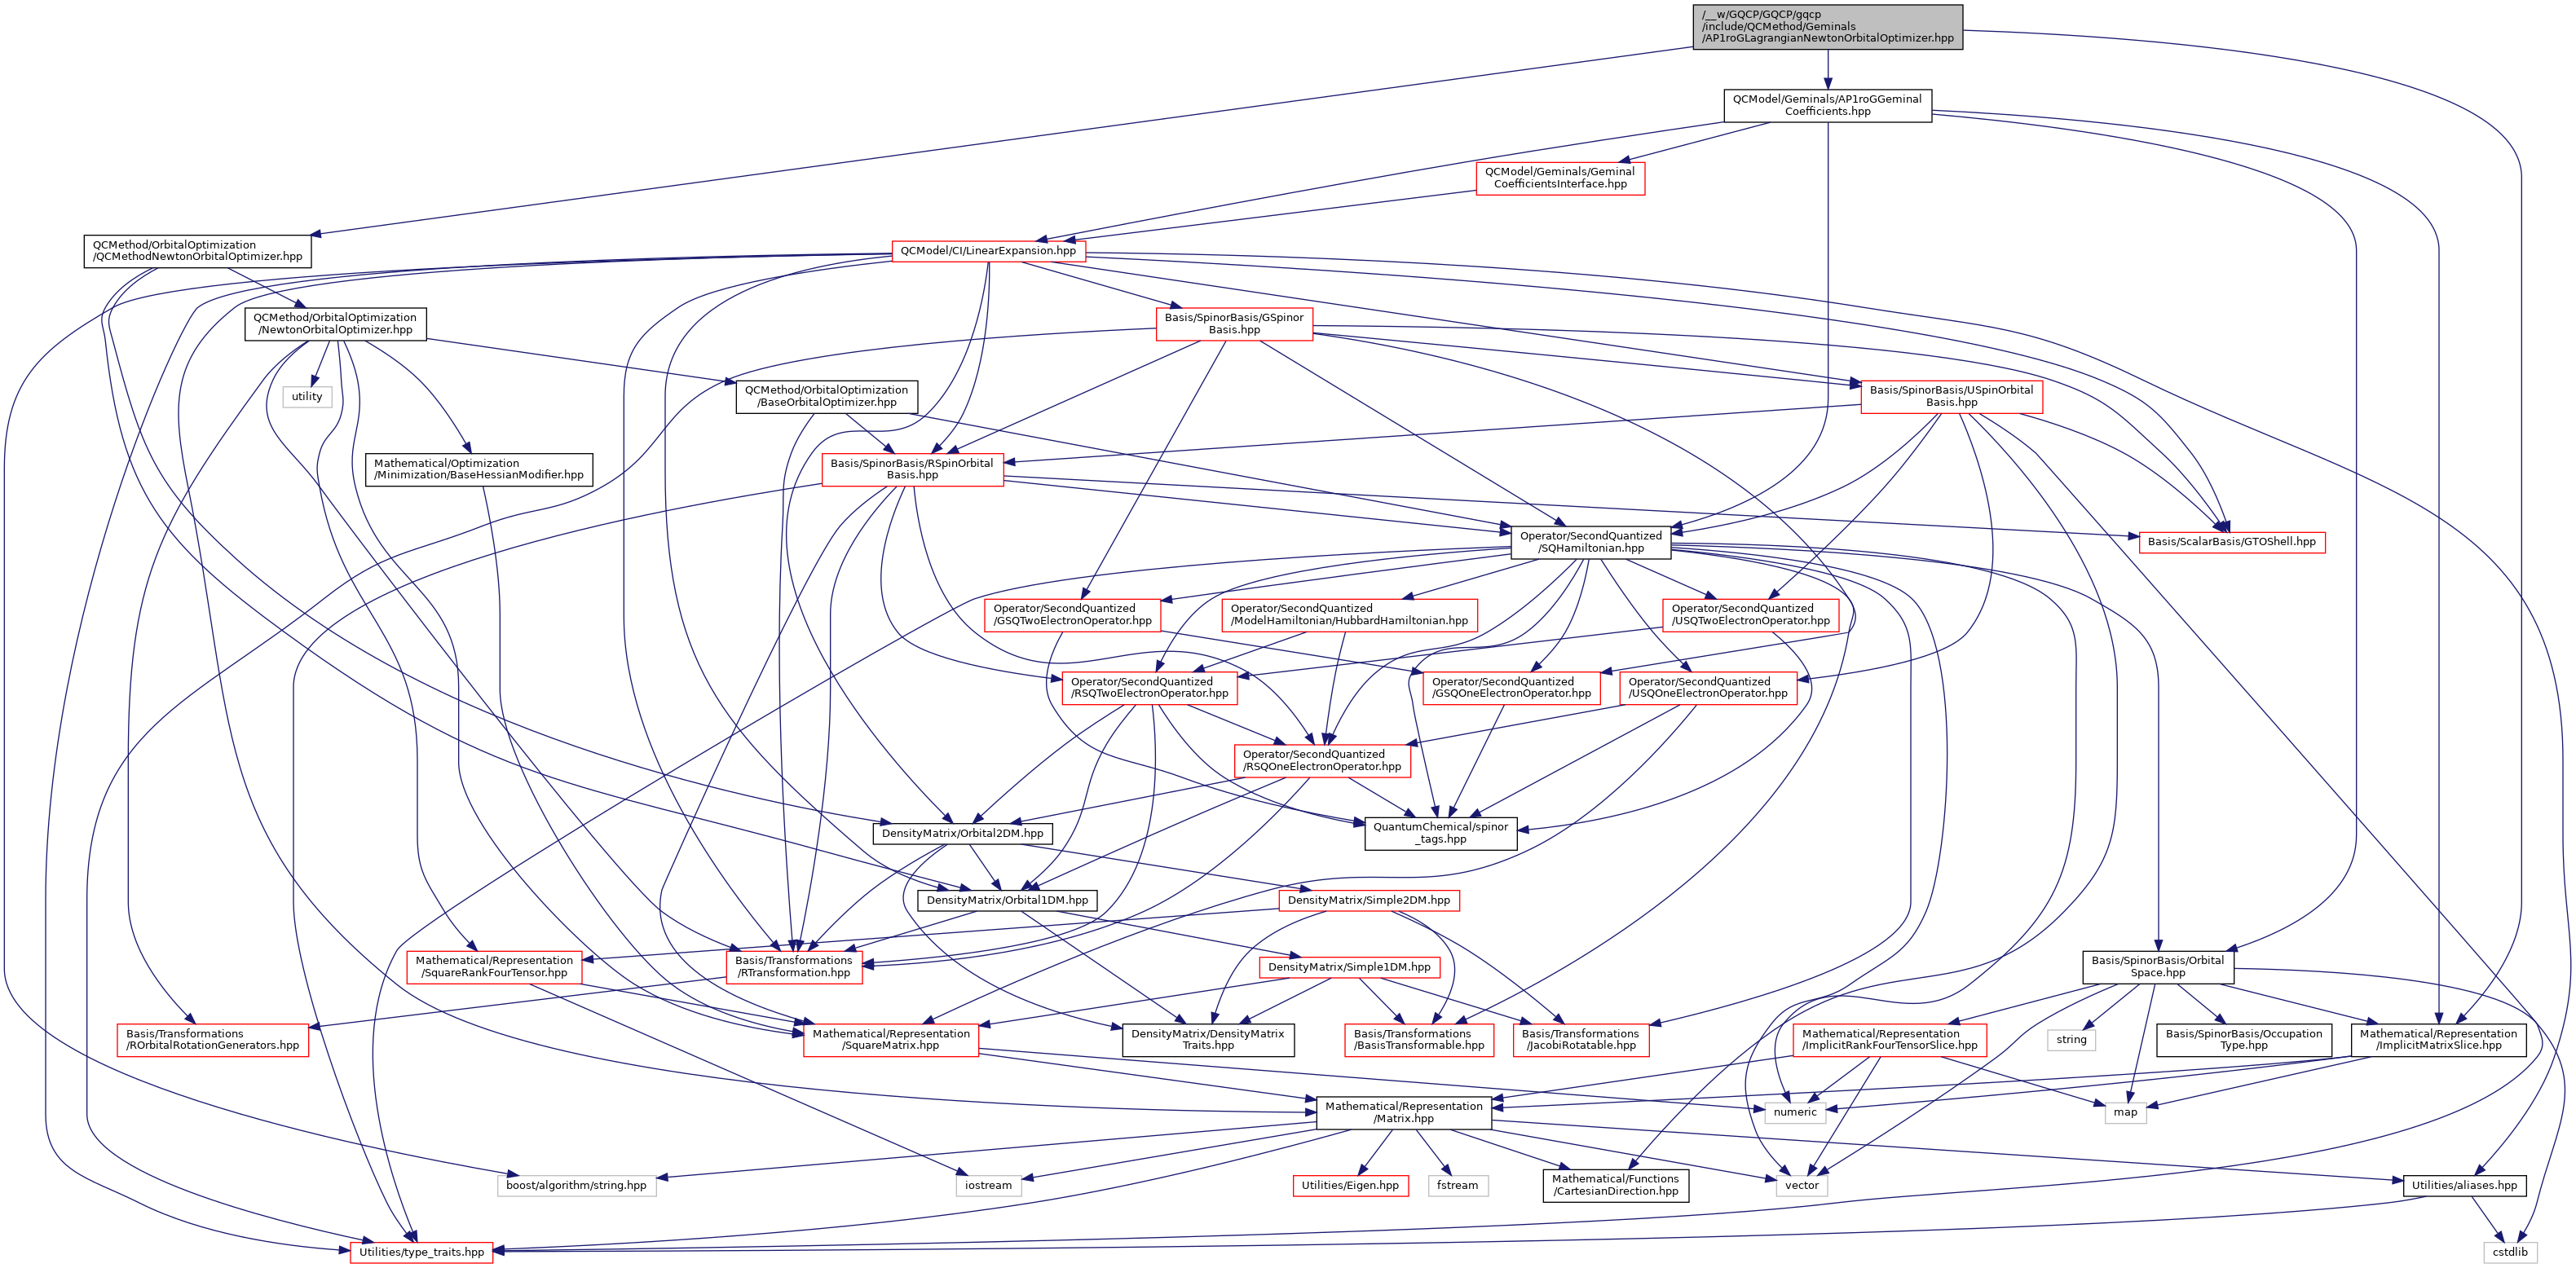 /__w/GQCP/GQCP/gqcp
/include/QCMethod/Geminals
/AP1roGLagrangianNewtonOrbitalOptimizer.hpp
QCModel/Geminals/AP1roGGeminal
Coefficients.hpp
QCModel/Geminals/Geminal
CoefficientsInterface.hpp
QCMethod/OrbitalOptimization
/QCMethodNewtonOrbitalOptimizer.hpp
QCModel/CI/LinearExpansion.hpp
QCMethod/OrbitalOptimization
/NewtonOrbitalOptimizer.hpp
Basis/SpinorBasis/GSpinor
Basis.hpp
utility
QCMethod/OrbitalOptimization
/BaseOrbitalOptimizer.hpp
Basis/SpinorBasis/USpinOrbital
Basis.hpp
Mathematical/Optimization
/Minimization/BaseHessianModifier.hpp
Basis/SpinorBasis/RSpinOrbital
Basis.hpp
Operator/SecondQuantized
/SQHamiltonian.hpp
Basis/ScalarBasis/GTOShell.hpp
Operator/SecondQuantized
/GSQTwoElectronOperator.hpp
Operator/SecondQuantized
/ModelHamiltonian/HubbardHamiltonian.hpp
Operator/SecondQuantized
/USQTwoElectronOperator.hpp
Operator/SecondQuantized
/RSQTwoElectronOperator.hpp
Operator/SecondQuantized
/GSQOneElectronOperator.hpp
Operator/SecondQuantized
/USQOneElectronOperator.hpp
Operator/SecondQuantized
/RSQOneElectronOperator.hpp
DensityMatrix/Orbital2DM.hpp
QuantumChemical/spinor
_tags.hpp
DensityMatrix/Orbital1DM.hpp
DensityMatrix/Simple2DM.hpp
Mathematical/Representation
/SquareRankFourTensor.hpp
Basis/Transformations
/RTransformation.hpp
DensityMatrix/Simple1DM.hpp
Basis/SpinorBasis/Orbital
Space.hpp
Basis/Transformations
/ROrbitalRotationGenerators.hpp
Mathematical/Representation
/SquareMatrix.hpp
DensityMatrix/DensityMatrix
Traits.hpp
Basis/Transformations
/BasisTransformable.hpp
Basis/Transformations
/JacobiRotatable.hpp
Mathematical/Representation
/ImplicitRankFourTensorSlice.hpp
string
Basis/SpinorBasis/Occupation
Type.hpp
Mathematical/Representation
/ImplicitMatrixSlice.hpp
Mathematical/Representation
/Matrix.hpp
numeric
map
boost/algorithm/string.hpp
iostream
Utilities/Eigen.hpp
fstream
Mathematical/Functions
/CartesianDirection.hpp
vector
Utilities/aliases.hpp
Utilities/type_traits.hpp
cstdlib